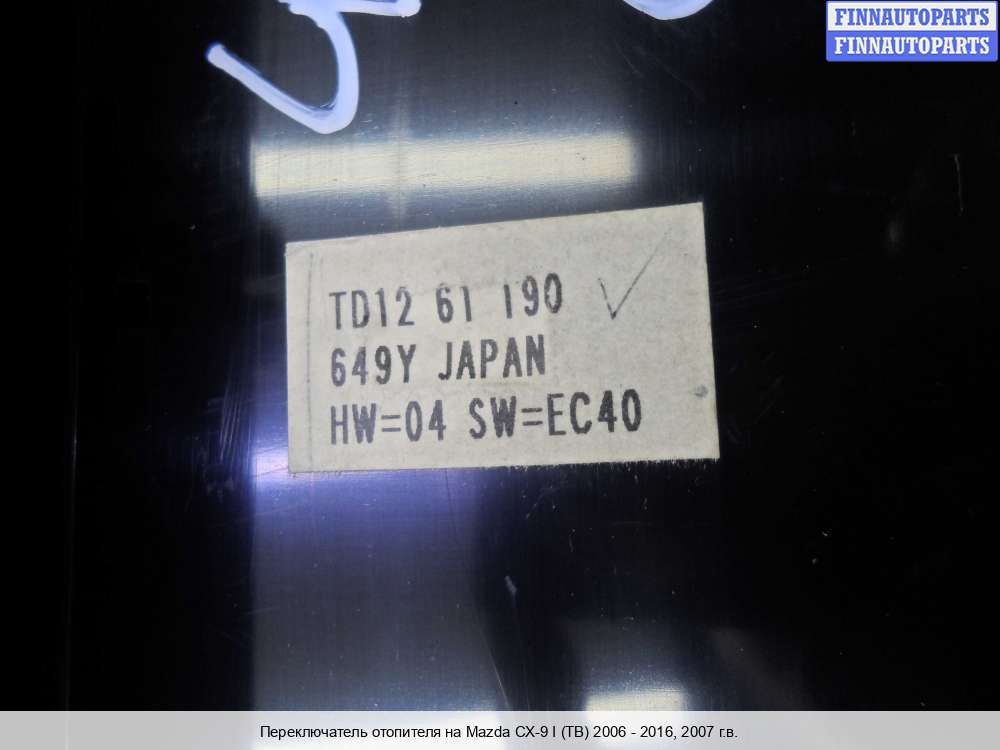 FINNAUTOPARTS
FINNAUTOPARTS
TD12 61 190
649Y JAPAN
HW=04 SW=EC40
Переключатель отопителя на Mazda CX-9 I (TB) 2006 - 2016, 2007 г.в.